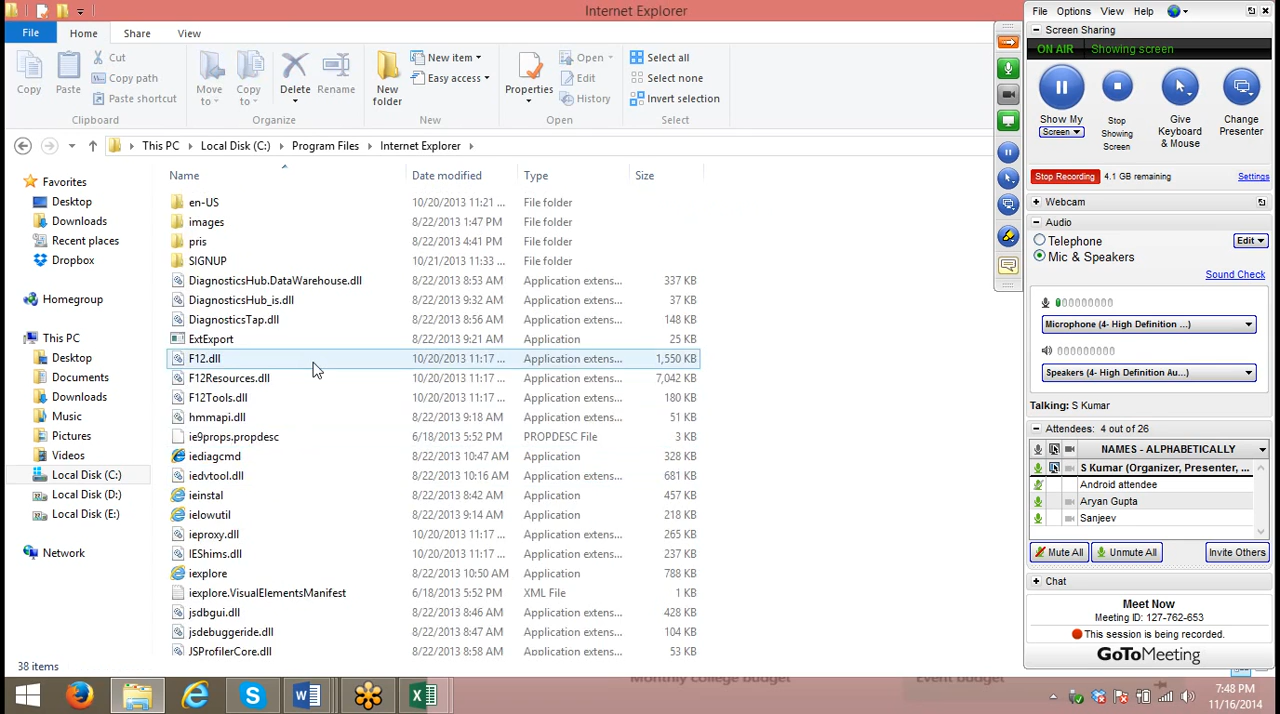 Internet Explorer
File Home Share View
Copy Paste Cut Copy path Paste shortcut Clipboard
Move to Copy to Delete Rename Organize
New folder New item Easy access New
Properties Open Edit History Open
Select all Select none Invert selection Select
This PC Local Disk (C:) Program Files Internet Explorer
Name Date modified Type Size
Favorites
Desktop
Downloads
Recent places
Dropbox
Homegroup
This PC
Desktop
Documents
Downloads
Music
Pictures
Videos
Local Disk (C:)
Local Disk (D:)
Local Disk (E:)
Network
en-US 10/20/2013 11:21 ... File folder
images 8/22/2013 1:47 PM File folder
pris 8/22/2013 4:41 PM File folder
SIGNUP 10/21/2013 11:33 ... File folder
DiagnosticsHub.DataWarehouse.dll 8/22/2013 8:53 AM Application extens... 337 KB
DiagnosticsHub_is.dll 8/22/2013 9:32 AM Application extens... 37 KB
DiagnosticsTap.dll 8/22/2013 8:56 AM Application extens... 148 KB
ExtExport 8/22/2013 9:21 AM Application 25 KB
F12.dll 10/20/2013 11:17 ... Application extens... 1,550 KB
F12Resources.dll 10/20/2013 11:17 ... Application extens... 7,042 KB
F12Tools.dll 10/20/2013 11:17 ... Application extens... 180 KB
hmmapi.dll 8/22/2013 9:18 AM Application extens... 51 KB
ie9props.propdesc 6/18/2013 5:52 PM PROPDESC File 3 KB
iediagcmd 8/22/2013 10:47 AM Application 328 KB
iedvtool.dll 8/22/2013 10:16 AM Application extens... 681 KB
ieinstal 8/22/2013 8:42 AM Application 457 KB
ielowutil 8/22/2013 9:14 AM Application 218 KB
ieproxy.dll 10/20/2013 11:17 ... Application extens... 265 KB
IEShims.dll 10/20/2013 11:17 ... Application extens... 237 KB
iexplore 8/22/2013 10:50 AM Application 788 KB
iexplore.VisualElementsManifest 6/18/2013 5:52 PM XML File 1 KB
jsdbgui.dll 8/22/2013 8:46 AM Application extens... 428 KB
jsdebuggeride.dll 8/22/2013 8:47 AM Application extens... 104 KB
JSProfilerCore.dll 8/22/2013 8:58 AM Application extens... 53 KB
38 items
Monthly college budget Event budget
File Options View Help
Screen Sharing
ON AIR Showing screen
Show My Screen
Stop Showing Screen
Give Keyboard & Mouse
Change Presenter
Stop Recording 4.1 GB remaining Settings
Webcam
Audio
Telephone Edit
Mic & Speakers
Sound Check
Microphone (4- High Definition ...)
Speakers (4- High Definition Au...)
Talking: S Kumar
Attendees: 4 out of 26
NAMES - ALPHABETICALLY
S Kumar (Organizer, Presenter, ...
Android attendee
Aryan Gupta
Sanjeev
Mute All Unmute All Invite Others
Chat
Meet Now
Meeting ID: 127-762-653
This session is being recorded.
GoToMeeting
7:48 PM
11/16/2014